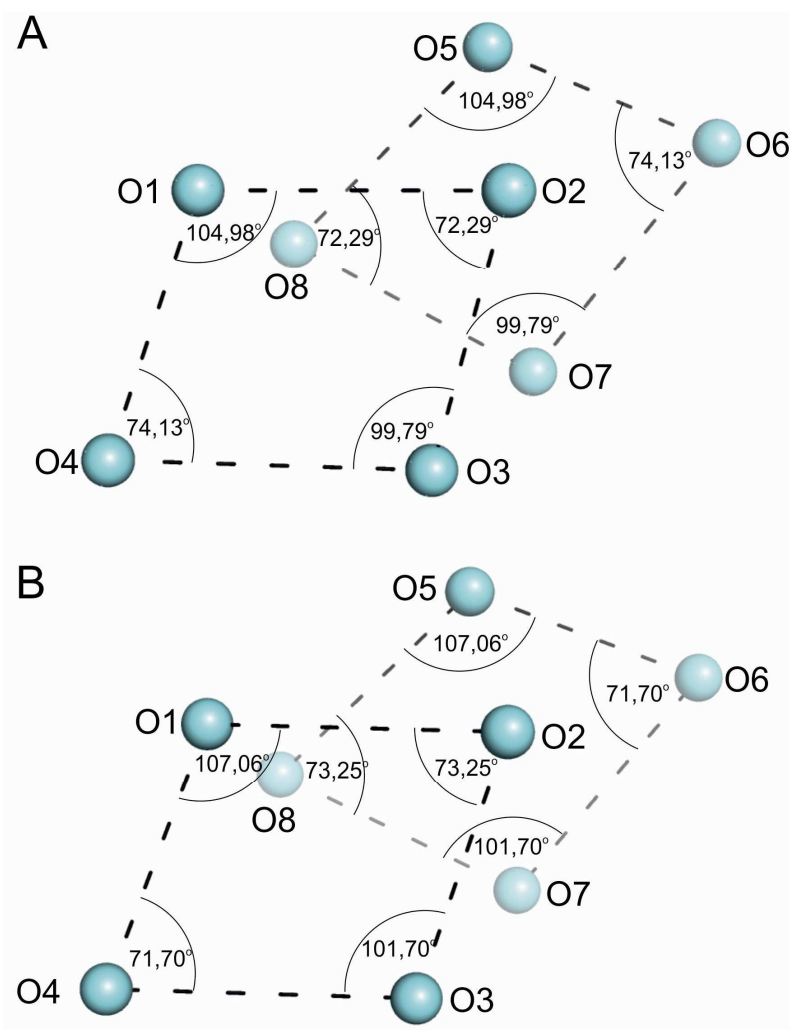 A
O5
104,98°
O6
74,13°
O1
O2
104,98°
72,29°
72,29°
O8
99,79°
O7
74,13°
99,79°
O4
O3
B
O5
107,06°
O6
71,70°
O1
O2
107,06°
73,25°
73,25°
O8
101,70°
O7
71,70°
101,70°
O4
O3